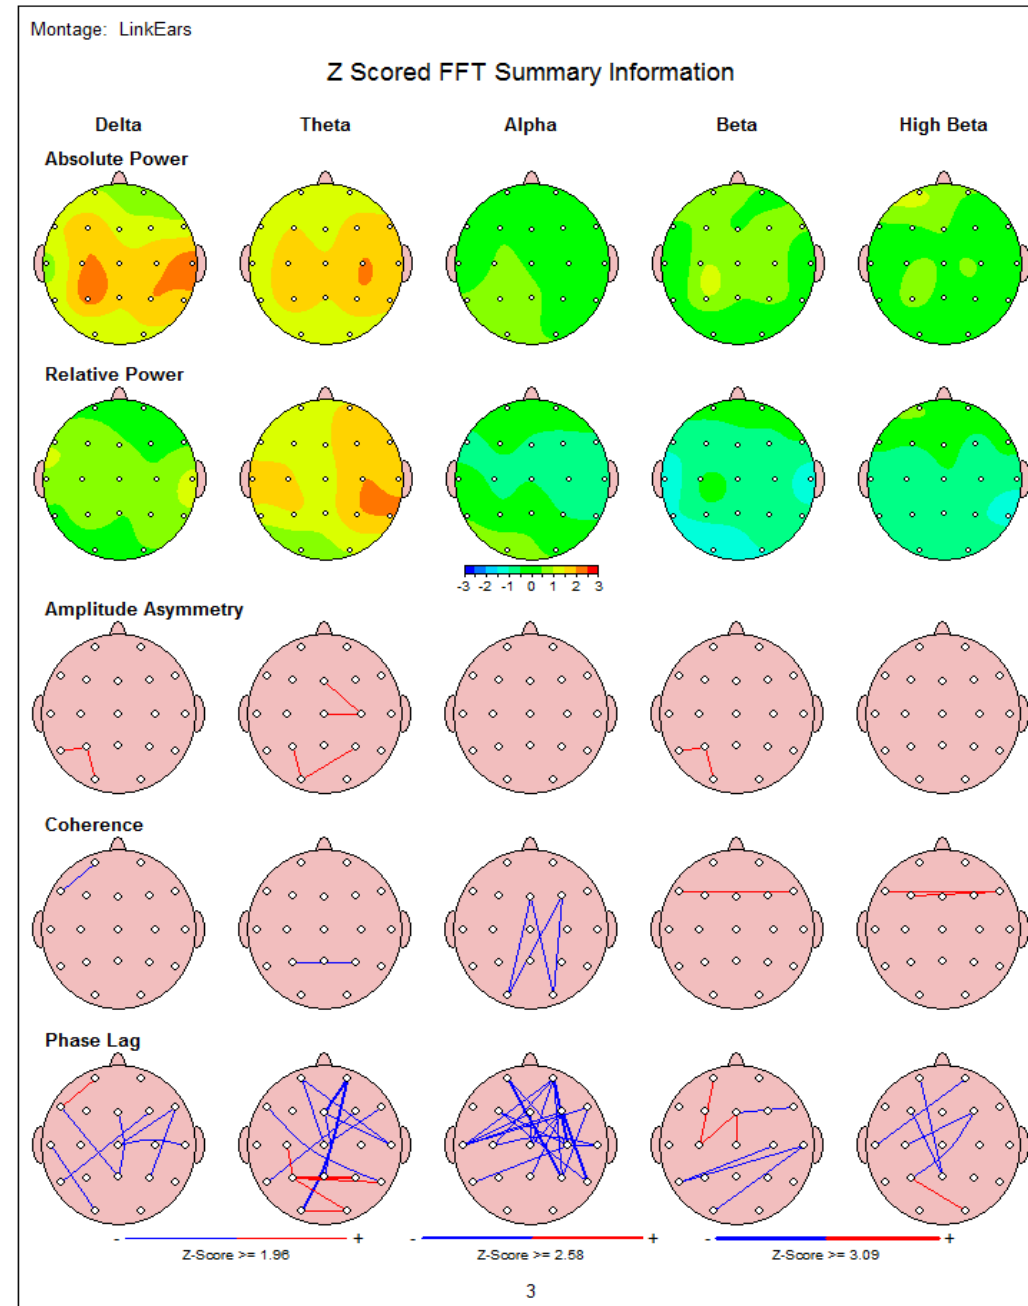 Montage: LinkEars
Z Scored FFT Summary Information
Delta Theta Alpha Beta High Beta
Absolute Power
Relative Power
-3 -2 -1 0 1 2 3
Amplitude Asymmetry
Coherence
Phase Lag
- + - + - +
Z-Score >= 1.96 Z-Score >= 2.58 Z-Score >= 3.09
3